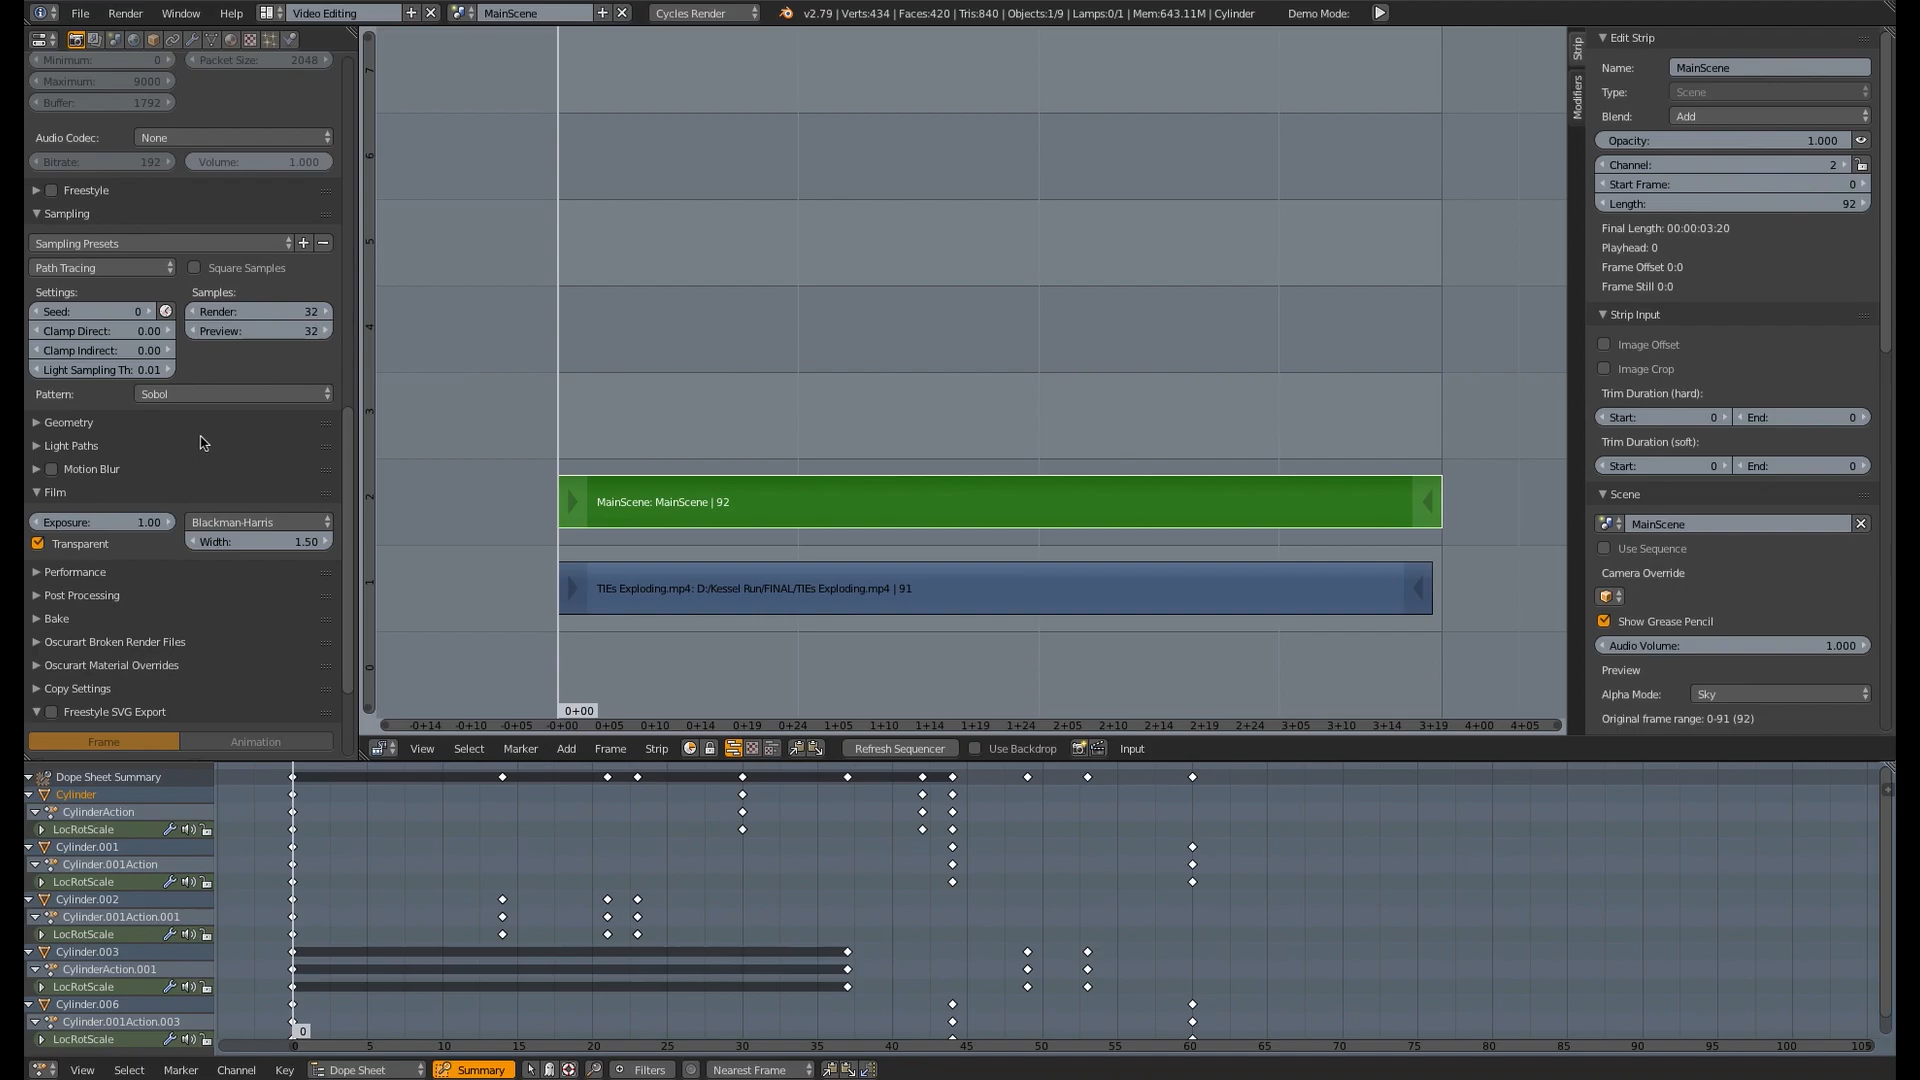 File Render Window Help Video Editing MainScene Cycles Render v2.79 | Verts:434 | Faces:420 | Tris:840 | Objects:1/9 | Lamps:0/1 | Mem:643.11M | Cylinder Demo Mode:
Minimum: 0 Packet Size: 2048
Maximum: 9000
Buffer: 1792
Audio Codec: None
Bitrate: 192 Volume: 1.000
Freestyle
Sampling
Sampling Presets
Path Tracing Square Samples
Settings: Samples:
Seed: 0 Render: 32
Clamp Direct: 0.00 Preview: 32
Clamp Indirect: 0.00
Light Sampling Th: 0.01
Pattern: Sobol
Geometry
Light Paths
Motion Blur
Film
Exposure: 1.00 Blackman-Harris
Transparent Width: 1.50
Performance
Post Processing
Bake
Oscurart Broken Render Files
Oscurart Material Overrides
Copy Settings
Freestyle SVG Export
Frame Animation
7
6
5
4
3
2
1
0
MainScene: MainScene | 92
TIEs Exploding.mp4: D:/Kessel Run/FINAL/TIEs Exploding.mp4 | 91
0+00
-0+14 -0+10 -0+05 -0+00 0+05 0+10 0+14 0+19 0+24 1+05 1+10 1+14 1+19 1+24 2+05 2+10 2+14 2+19 2+24 3+05 3+10 3+14 3+19 4+00 4+05
View Select Marker Add Frame Strip Refresh Sequencer Use Backdrop Input
Strip
Modifiers
Edit Strip
Name: MainScene
Type: Scene
Blend: Add
Opacity: 1.000
Channel: 2
Start Frame: 0
Length: 92
Final Length: 00:00:03:20
Playhead: 0
Frame Offset 0:0
Frame Still 0:0
Strip Input
Image Offset
Image Crop
Trim Duration (hard):
Start: 0 End: 0
Trim Duration (soft):
Start: 0 End: 0
Scene
MainScene
Use Sequence
Camera Override
Show Grease Pencil
Audio Volume: 1.000
Preview
Alpha Mode: Sky
Original frame range: 0-91 (92)
Dope Sheet Summary
Cylinder
CylinderAction
LocRotScale
Cylinder.001
Cylinder.001Action
LocRotScale
Cylinder.002
Cylinder.001Action.001
LocRotScale
Cylinder.003
CylinderAction.001
LocRotScale
Cylinder.006
Cylinder.001Action.003
LocRotScale
0
0 5 10 15 20 25 30 35 40 45 50 55 60 65 70 75 80 85 90 95 100 105
View Select Marker Channel Key Dope Sheet Summary Filters Nearest Frame